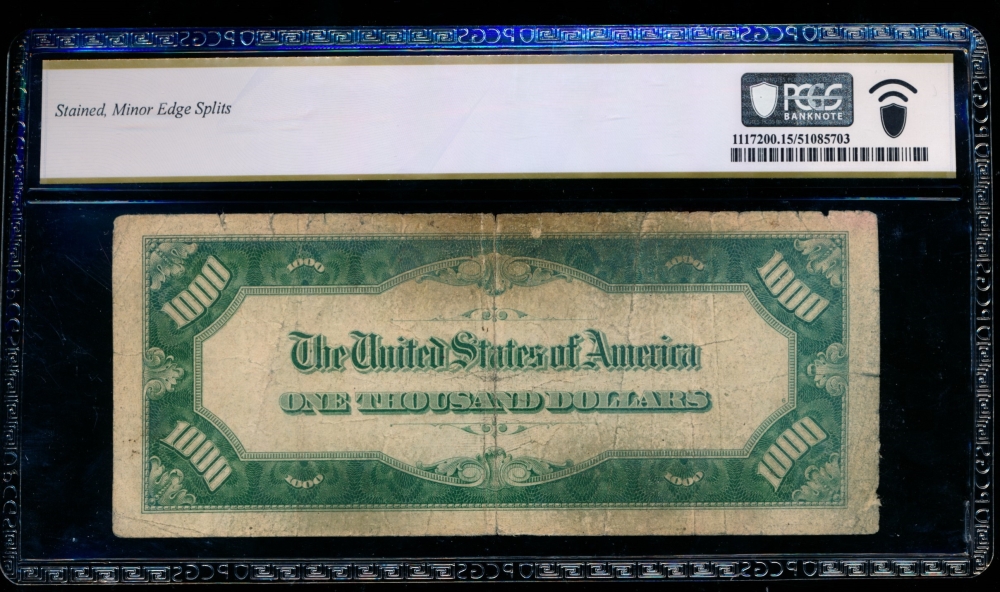 Stained, Minor Edge Splits
PCGS
BANKNOTE
1117200.15/51085703
1000 1000 1000 1000
The United States of America
ONE THOUSAND DOLLARS
1000 1000 1000 1000